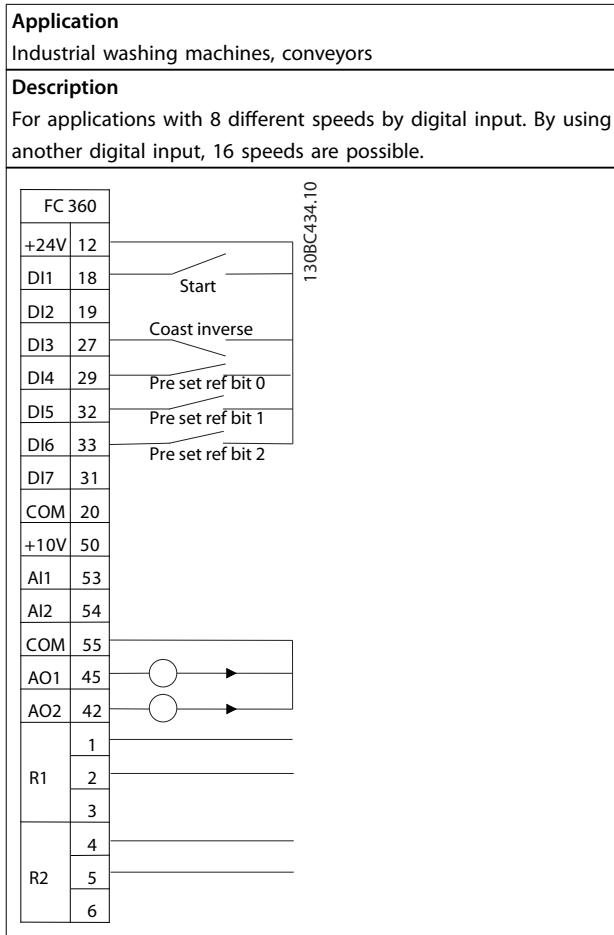 Application
Industrial washing machines, conveyors
Description
For applications with 8 different speeds by digital input. By using
another digital input, 16 speeds are possible.
130BC434.10
FC 360
+24V 12
DI1 18
Start
DI2 19
Coast inverse
DI3 27
DI4 29
Pre set ref bit 0
DI5 32
Pre set ref bit 1
DI6 33
Pre set ref bit 2
DI7 31
COM 20
+10V 50
AI1 53
AI2 54
COM 55
AO1 45
AO2 42
R1
1
2
3
R2
4
5
6